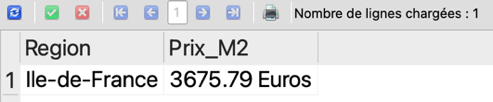 1 Nombre de lignes chargées : 1
Region Prix_M2
1 Ile-de-France 3675.79 Euros